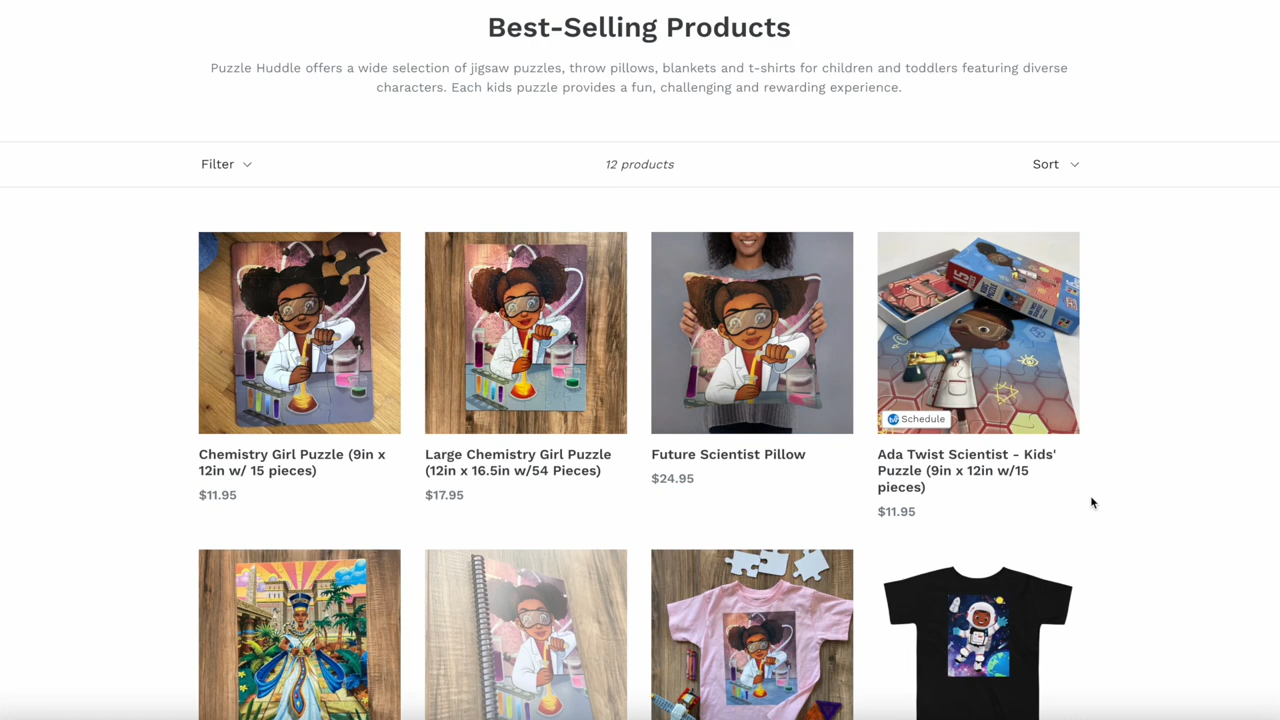 Best-Selling Products
Puzzle Huddle offers a wide selection of jigsaw puzzles, throw pillows, blankets and t-shirts for children and toddlers featuring diverse
characters. Each kids puzzle provides a fun, challenging and rewarding experience.
Filter
12 products
Sort
Schedule
Chemistry Girl Puzzle (9in x
12in w/ 15 pieces)
$11.95
Large Chemistry Girl Puzzle
(12in x 16.5in w/54 Pieces)
$17.95
Future Scientist Pillow
$24.95
Ada Twist Scientist - Kids'
Puzzle (9in x 12in w/15
pieces)
$11.95